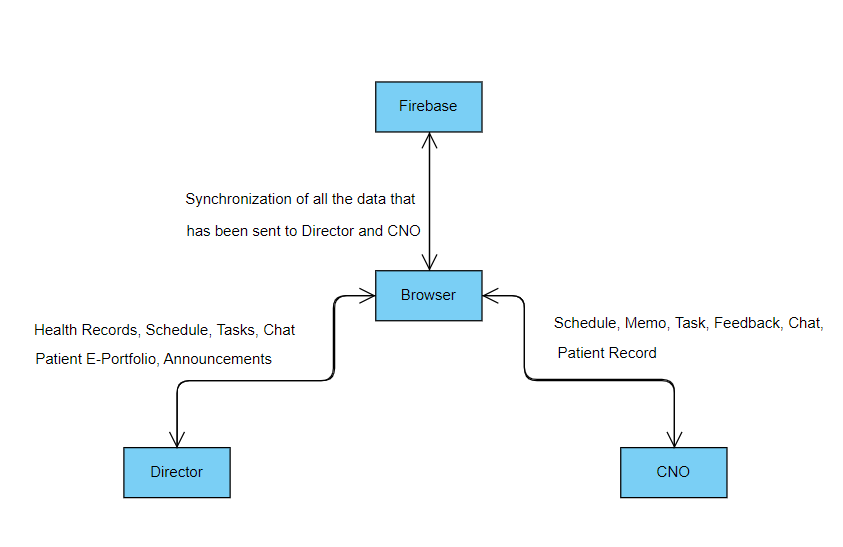 Firebase
Synchronization of all the data that
has been sent to Director and CNO
Browser
Health Records, Schedule, Tasks, Chat
Patient E-Portfolio, Announcements
Schedule, Memo, Task, Feedback, Chat,
Patient Record
Director
CNO